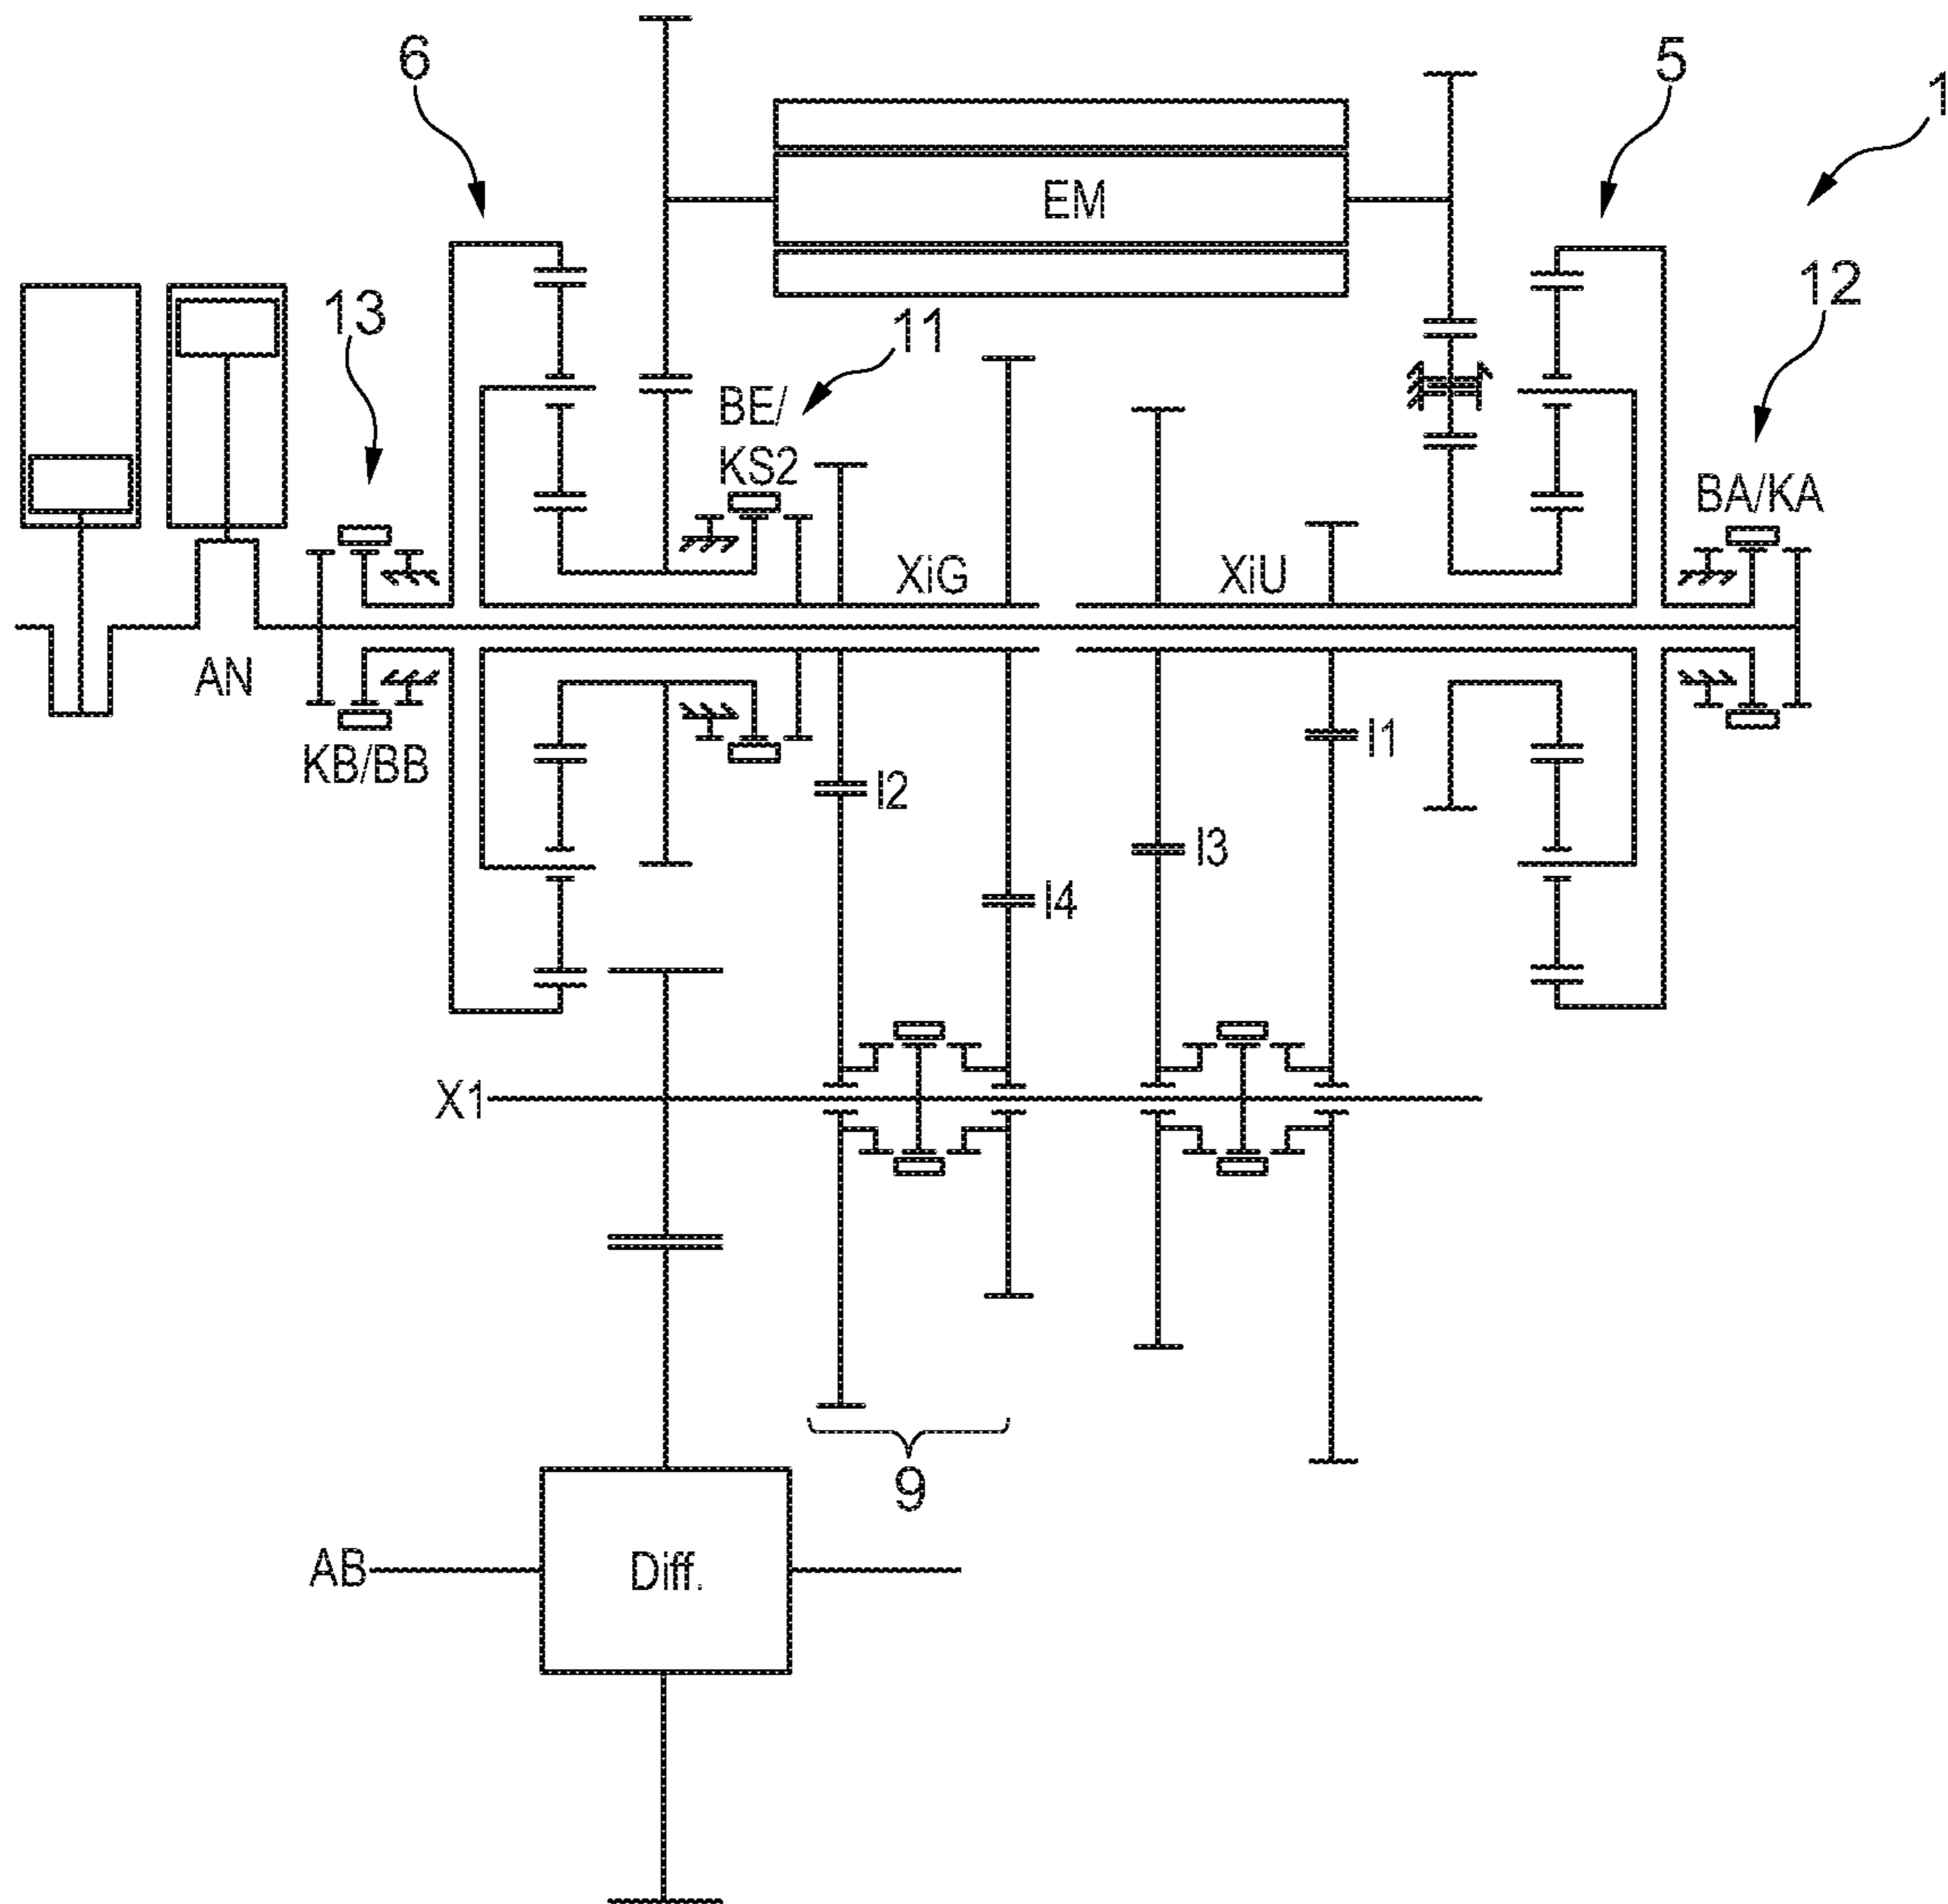 6
5
1
EM
13
11
12
BE/
KS2
BA/KA
XiG
XiU
AN
KB/BB
I1
I2
I3
I4
X1
9
AB
Diff.